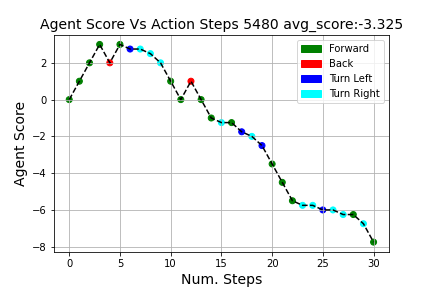 Agent Score Vs Action Steps 5480 avg_score:-3.325
Forward
Back
Turn Left
Turn Right
Agent Score
2
0
−2
−4
−6
−8
0 5 10 15 20 25 30
Num. Steps